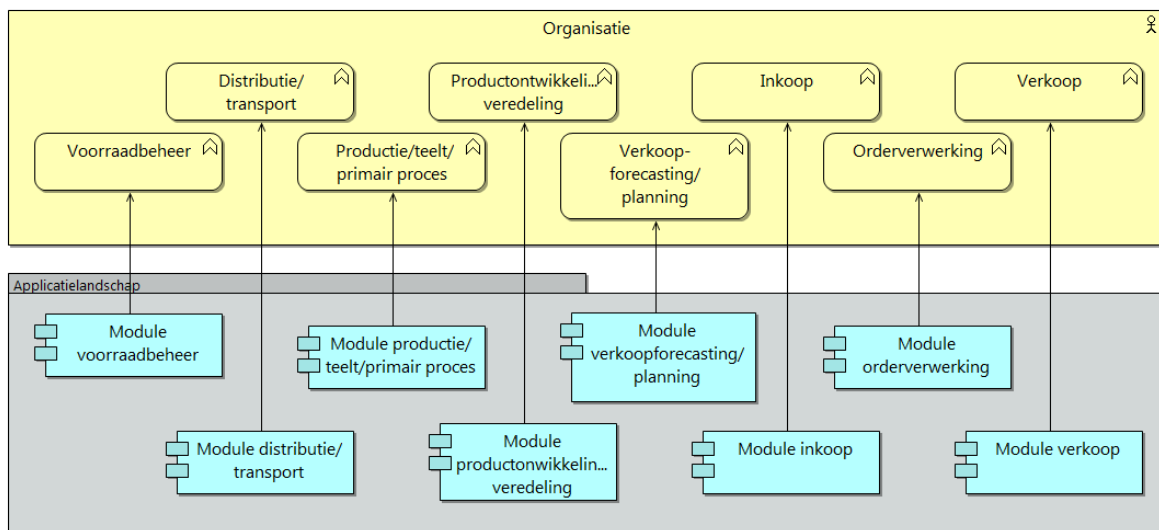 Organisatie
Distributie/
transport
Productontwikkeli...
veredeling
Inkoop
Verkoop
Voorraadbeheer
Productie/teelt/
primair proces
Verkoop-
forecasting/
planning
Orderverwerking
Applicatielandschap
Module
voorraadbeheer
Module productie/
teelt/primair proces
Module
verkoopforecasting/
planning
Module
orderverwerking
Module distributie/
transport
Module
productonwikkelin...
veredeling
Module inkoop
Module verkoop